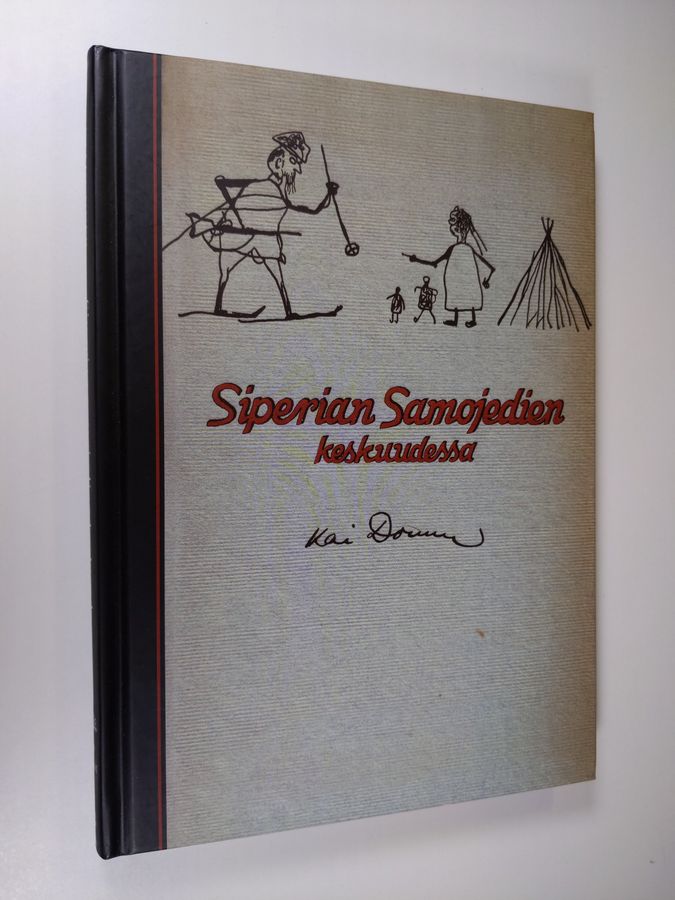 Siperian Samojedien
keskuudessa
Kai Donner